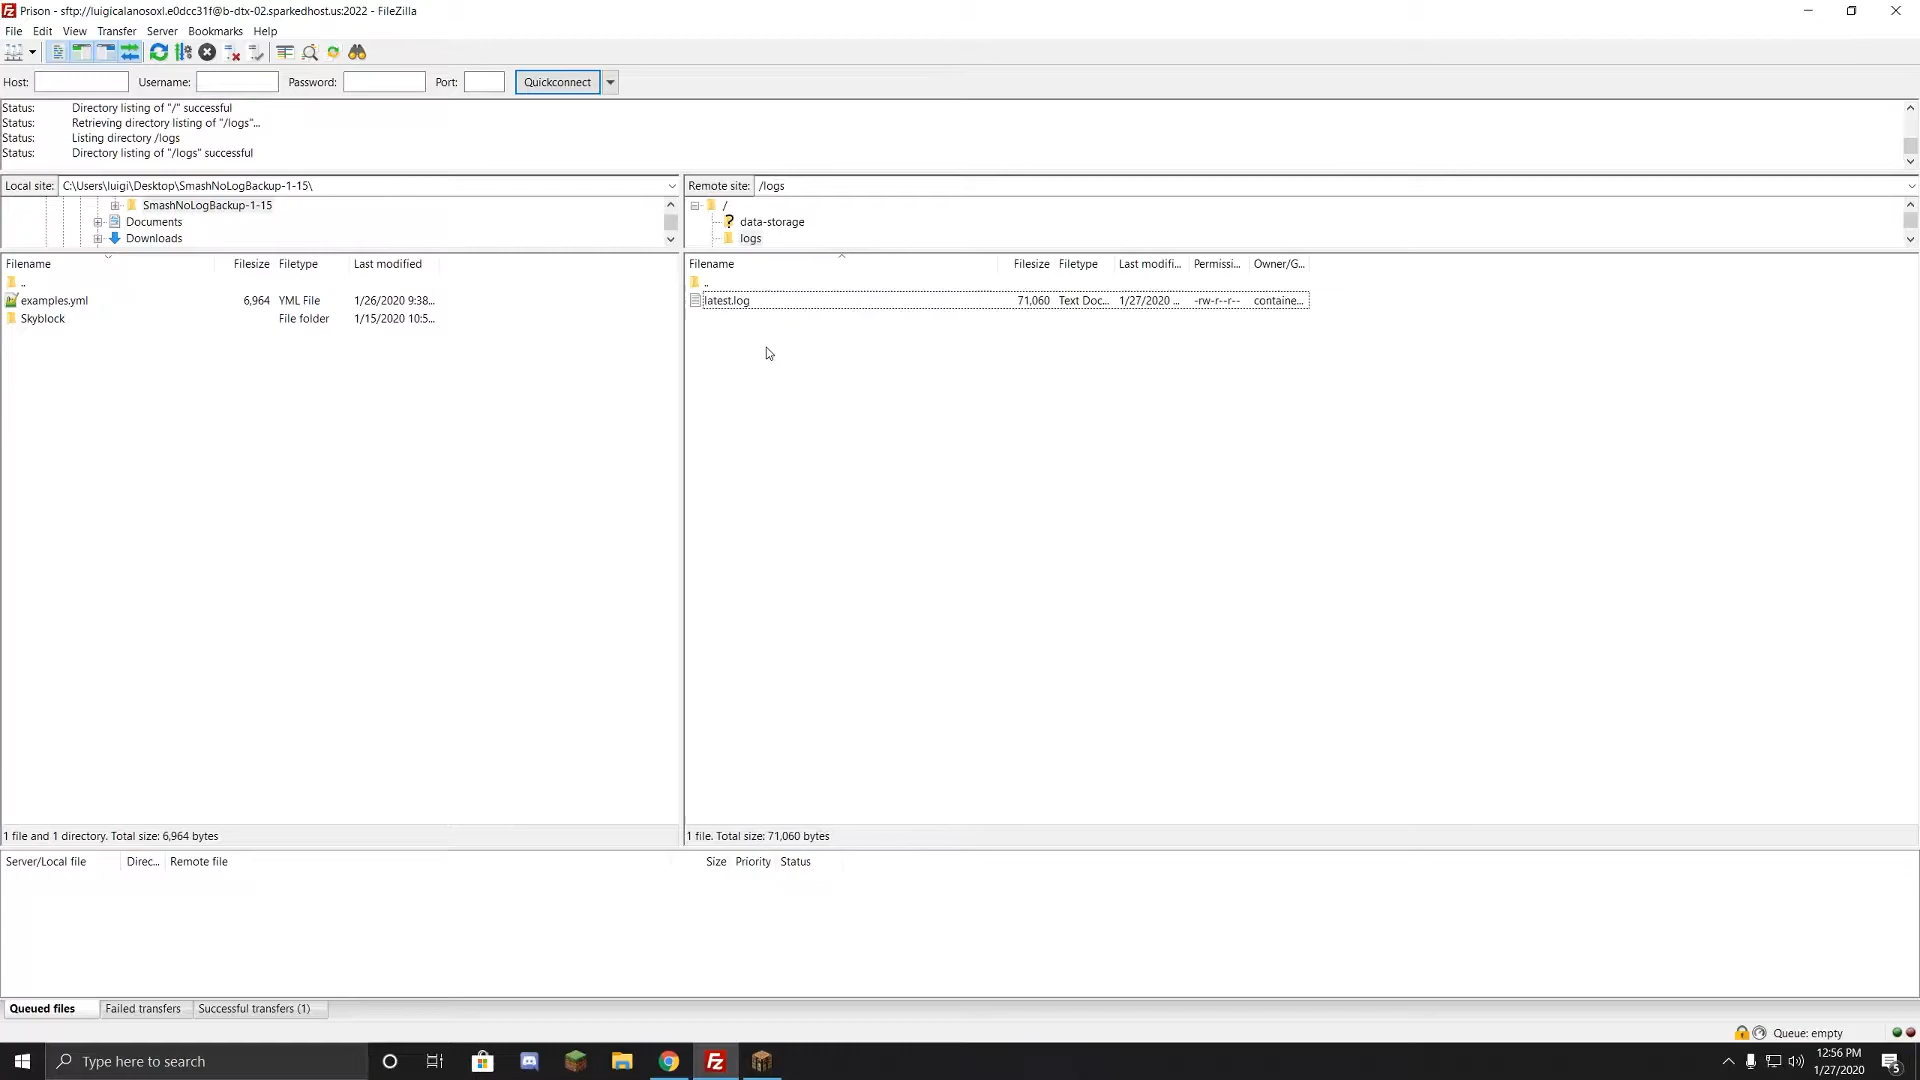 Prison - sftp://luigicalanosoxl.e0dcc31f@b-dtx-02.sparkedhost.us:2022 - FileZilla
File Edit View Transfer Server Bookmarks Help
Host: Username: Password: Port: Quickconnect
Status: Directory listing of "/" successful
Status: Retrieving directory listing of "/logs"...
Status: Listing directory /logs
Status: Directory listing of "/logs" successful
Local site: C:\Users\luigi\Desktop\SmashNoLogBackup-1-15\
SmashNoLogBackup-1-15
Documents
Downloads
Remote site: /logs
/
data-storage
logs
Filename Filesize Filetype Last modified
..
examples.yml 6,964 YML File 1/26/2020 9:38...
Skyblock File folder 1/15/2020 10:5...
1 file and 1 directory. Total size: 6,964 bytes
Filename Filesize Filetype Last modifi... Permissi... Owner/G...
..
latest.log 71,060 Text Doc... 1/27/2020 ... -rw-r--r-- containe...
1 file. Total size: 71,060 bytes
Server/Local file Direc... Remote file Size Priority Status
Queued files Failed transfers Successful transfers (1)
Queue: empty
Type here to search
12:56 PM
1/27/2020
5